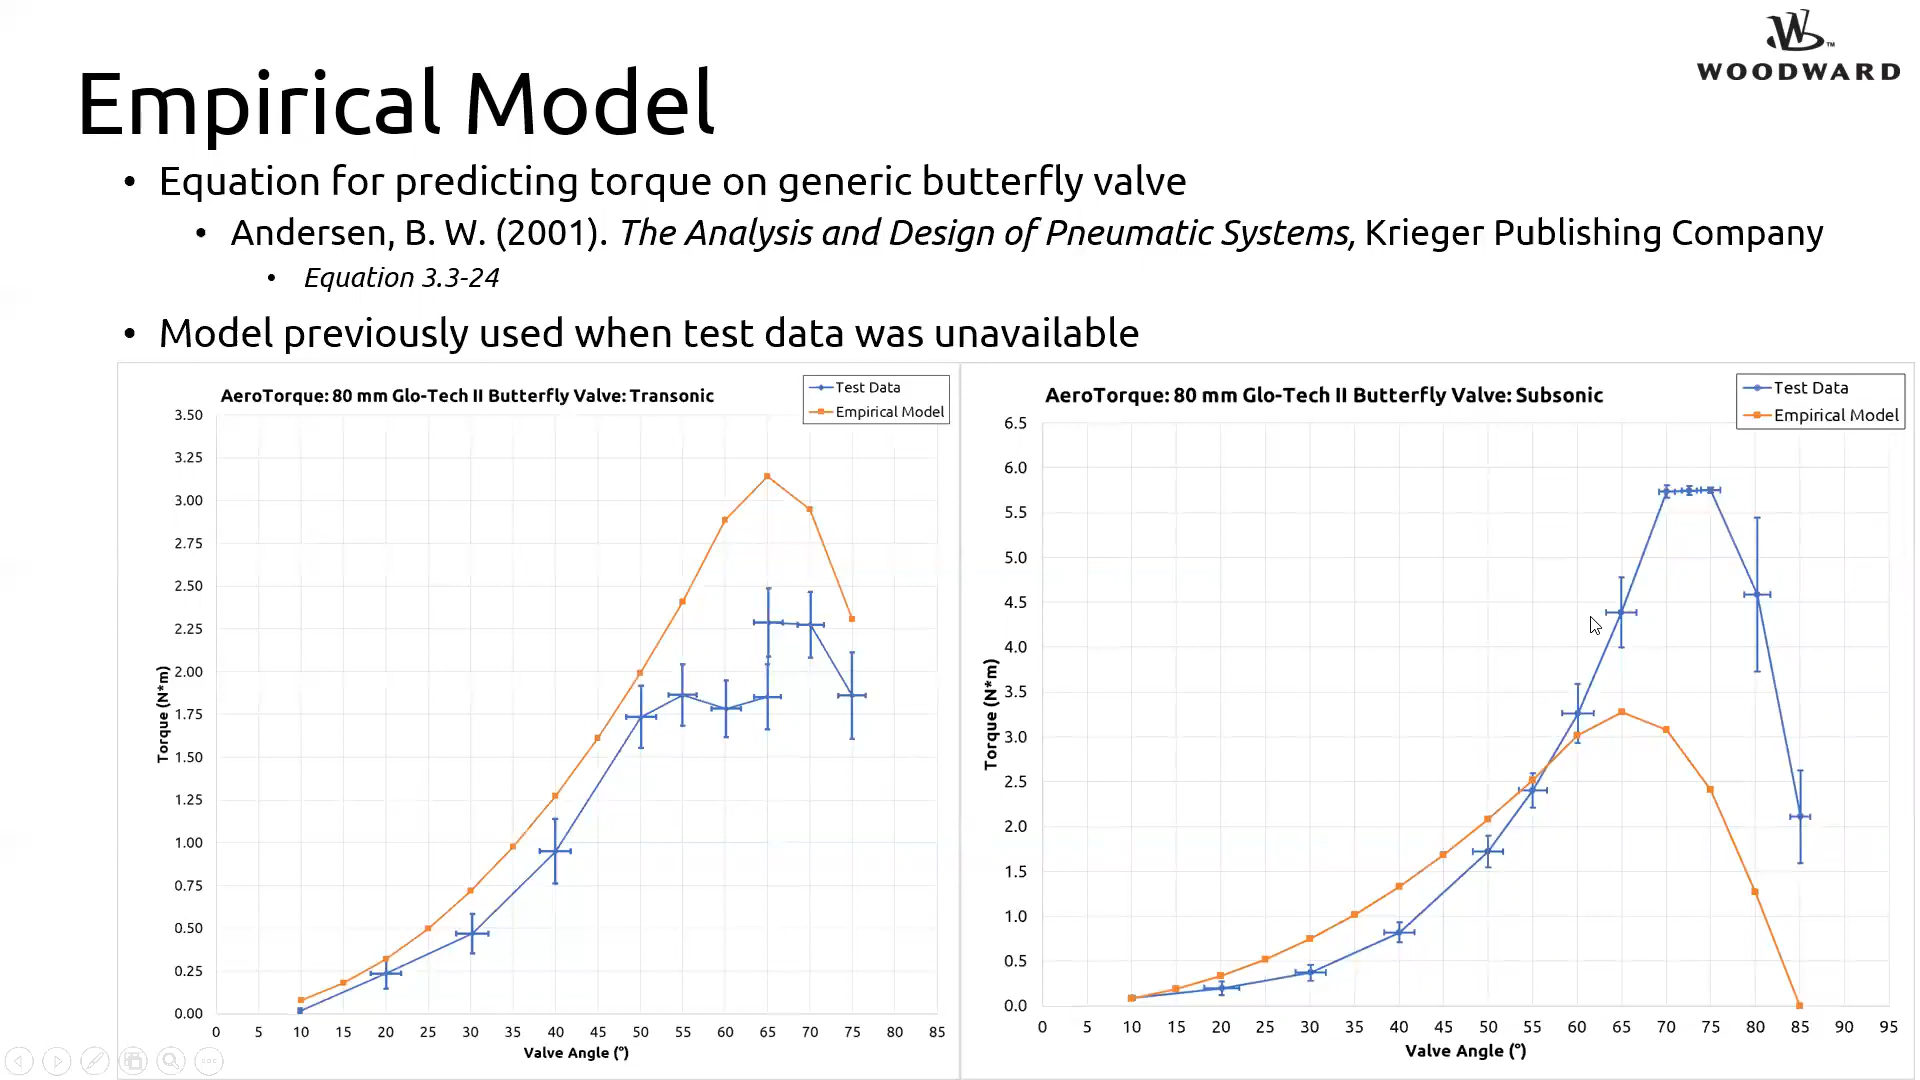 WOODWARD
Empirical Model
• Equation for predicting torque on generic butterfly valve
• Andersen, B. W. (2001). The Analysis and Design of Pneumatic Systems, Krieger Publishing Company
• Equation 3.3-24
• Model previously used when test data was unavailable
AeroTorque: 80 mm Glo-Tech II Butterfly Valve: Transonic
Test Data
Empirical Model
3.50
3.25
3.00
2.75
2.50
2.25
2.00
1.75
1.50
1.25
1.00
0.75
0.50
0.25
0.00
Torque (N*m)
0 5 10 15 20 25 30 35 40 45 50 55 60 65 70 75 80 85
Valve Angle (°)
AeroTorque: 80 mm Glo-Tech II Butterfly Valve: Subsonic
Test Data
Empirical Model
6.5
6.0
5.5
5.0
4.5
4.0
3.5
3.0
2.5
2.0
1.5
1.0
0.5
0.0
Torque (N*m)
0 5 10 15 20 25 30 35 40 45 50 55 60 65 70 75 80 85 90 95
Valve Angle (°)